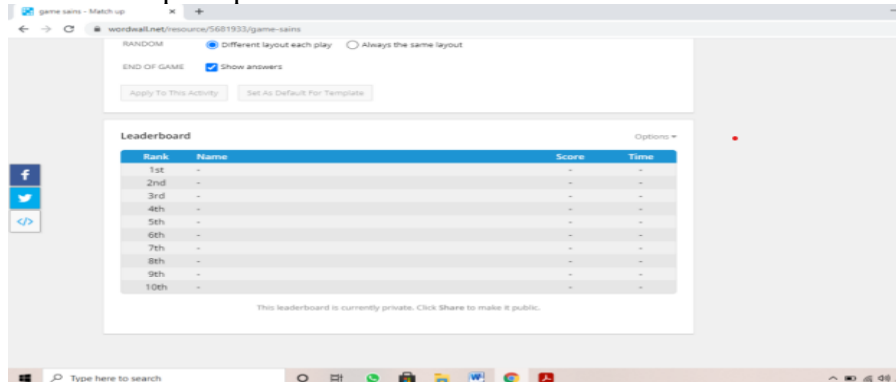 game sains - Match up
wordwall.net/resource/5681933/game-sains
RANDOM Different layout each play Always the same layout
END OF GAME Show answers
Apply To This Activity Set As Default For Template
Leaderboard Options
Rank Name Score Time
1st - - -
2nd - - -
3rd - - -
4th - - -
5th - - -
6th - - -
7th - - -
8th - - -
9th - - -
10th - - -
This leaderboard is currently private. Click Share to make it public.
Type here to search